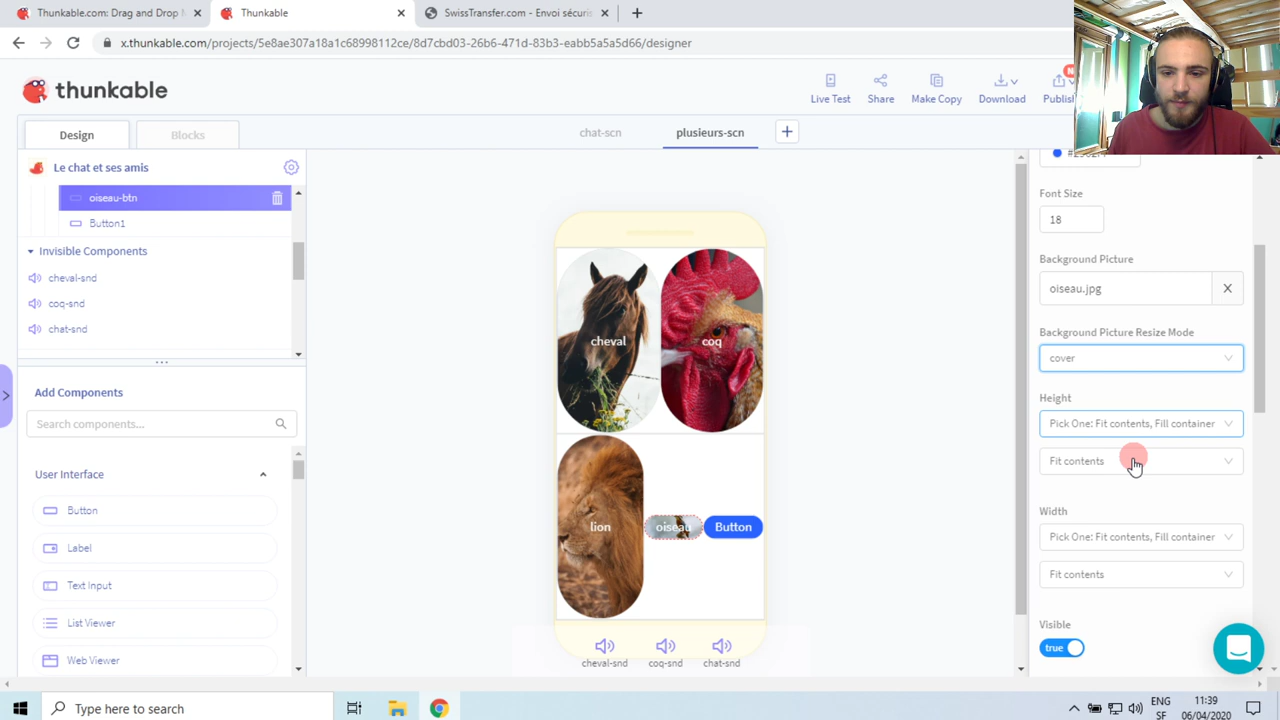 Thunkable.com: Drag and Drop M
Thunkable
SwissTransfer.com - Envoi sécuris
x.thunkable.com/projects/5e8ae307a18a1c68998112ce/8d7cbd03-26b6-471d-83b3-eabb5a5a5d66/designer
thunkable
Live Test
Share
Make Copy
Download
Publish
N
Design
Blocks
chat-scn
plusieurs-scn
Le chat et ses amis
oiseau-btn
Button1
Invisible Components
cheval-snd
coq-snd
chat-snd
Add Components
Search components...
User Interface
Button
Label
Text Input
List Viewer
Web Viewer
cheval
coq
lion
oiseau
Button
cheval-snd
coq-snd
chat-snd
Font Size
18
Background Picture
oiseau.jpg
Background Picture Resize Mode
cover
Height
Pick One: Fit contents, Fill container
Fit contents
Width
Pick One: Fit contents, Fill container
Fit contents
Visible
true
Type here to search
ENG
SF
11:39
06/04/2020